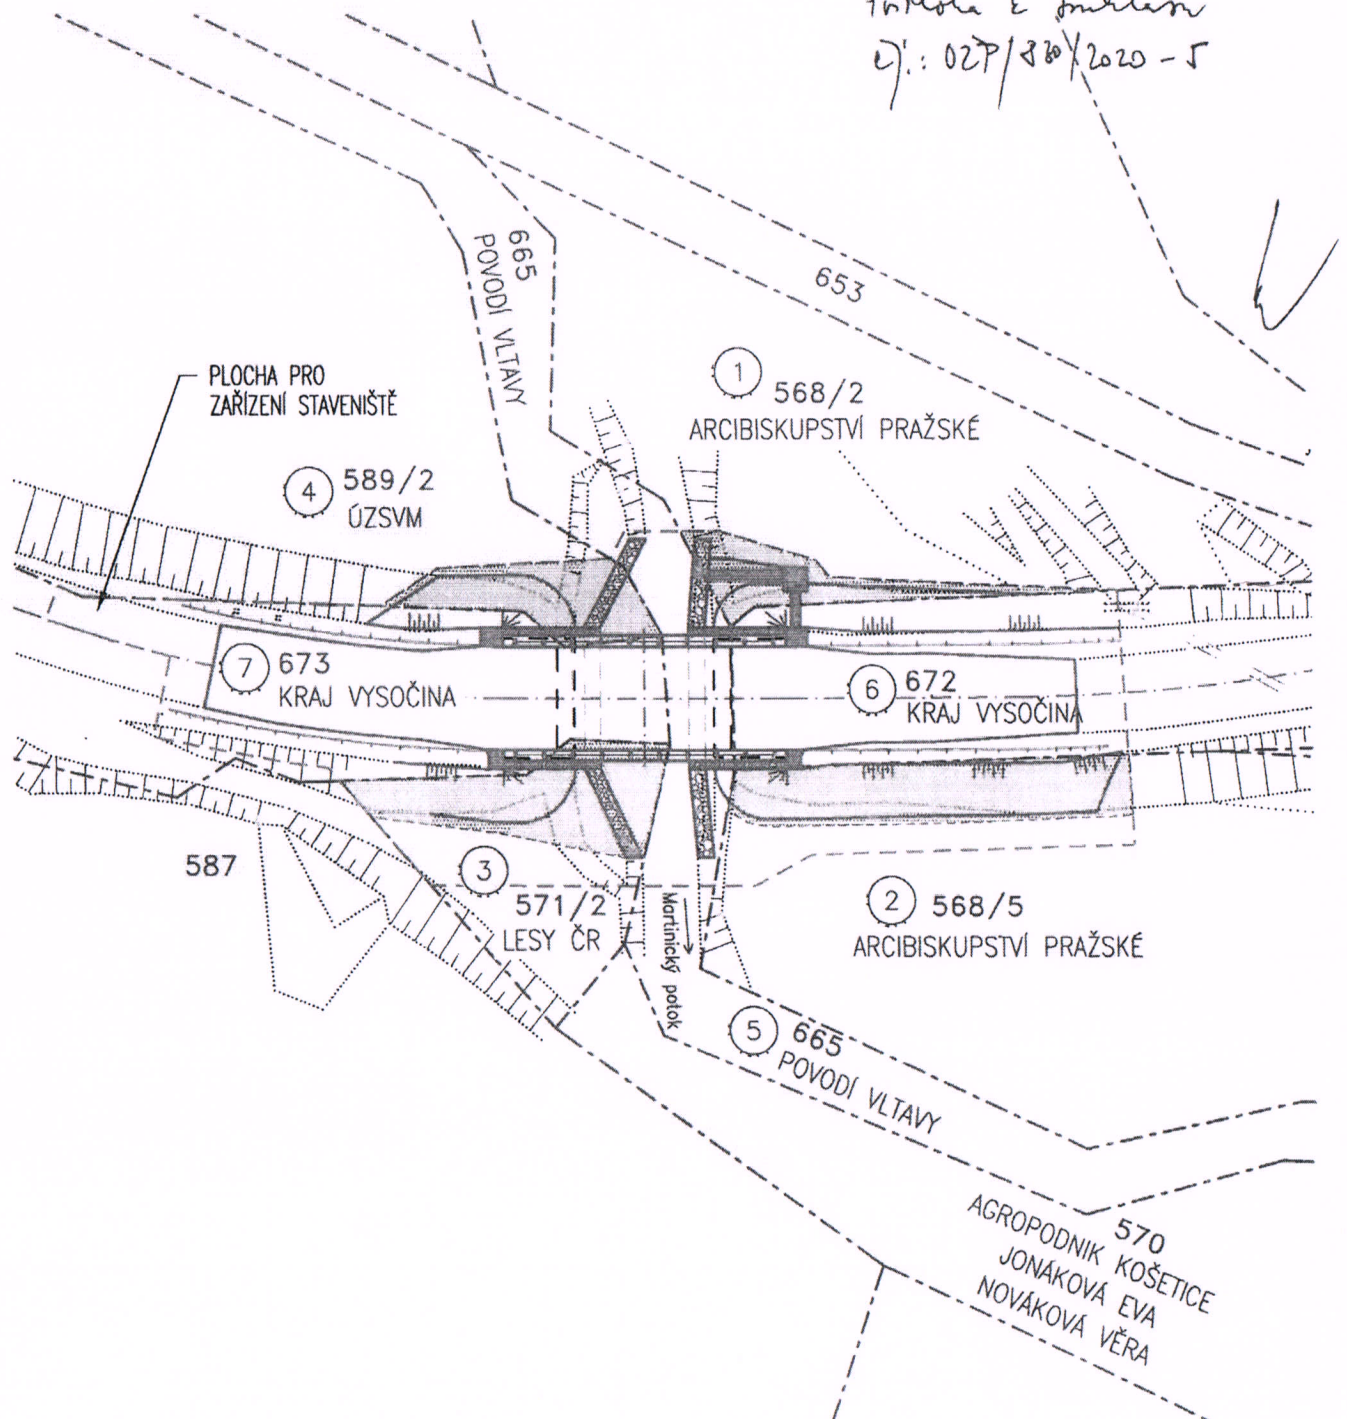 č.j.: OŽP/830/2020 - 5
653
665
POVODÍ VLTAVY
PLOCHA PRO
ZAŘÍZENÍ STAVENIŠTĚ
1 568/2
ARCIBISKUPSTVÍ PRAŽSKÉ
4 589/2
ÚZSVM
7 673
KRAJ VYSOČINA
6 672
KRAJ VYSOČINA
587
3
571/2
LESY ČR
Martinický potok
2 568/5
ARCIBISKUPSTVÍ PRAŽSKÉ
5 665
POVODÍ VLTAVY
570
AGROPODNIK KOŠETICE
JONÁKOVÁ EVA
NOVÁKOVÁ VĚRA